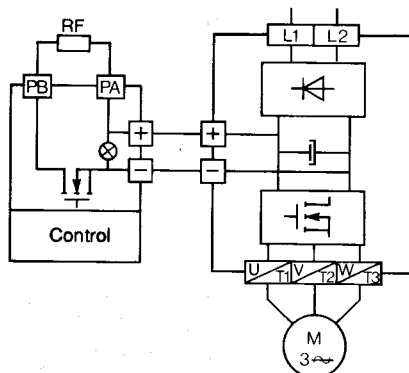 RF
L1 L2
PB PA
+ +
- -
Control
U T1 V T2 W T3
M
3~